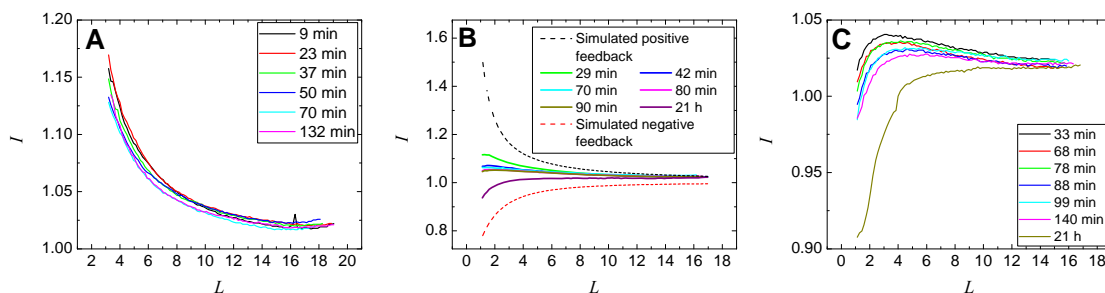 A
9 min
23 min
37 min
50 min
70 min
132 min
1.20
1.15
1.10
1.05
1.00
I
2 4 6 8 10 12 14 16 18 20
L
B
Simulated positive
feedback
29 min 42 min
70 min 80 min
90 min 21 h
Simulated negative
feedback
1.6
1.4
1.2
1.0
0.8
I
0 2 4 6 8 10 12 14 16 18
L
C
33 min
68 min
78 min
88 min
99 min
140 min
21 h
1.05
1.00
0.95
0.90
I
0 2 4 6 8 10 12 14 16 18
L